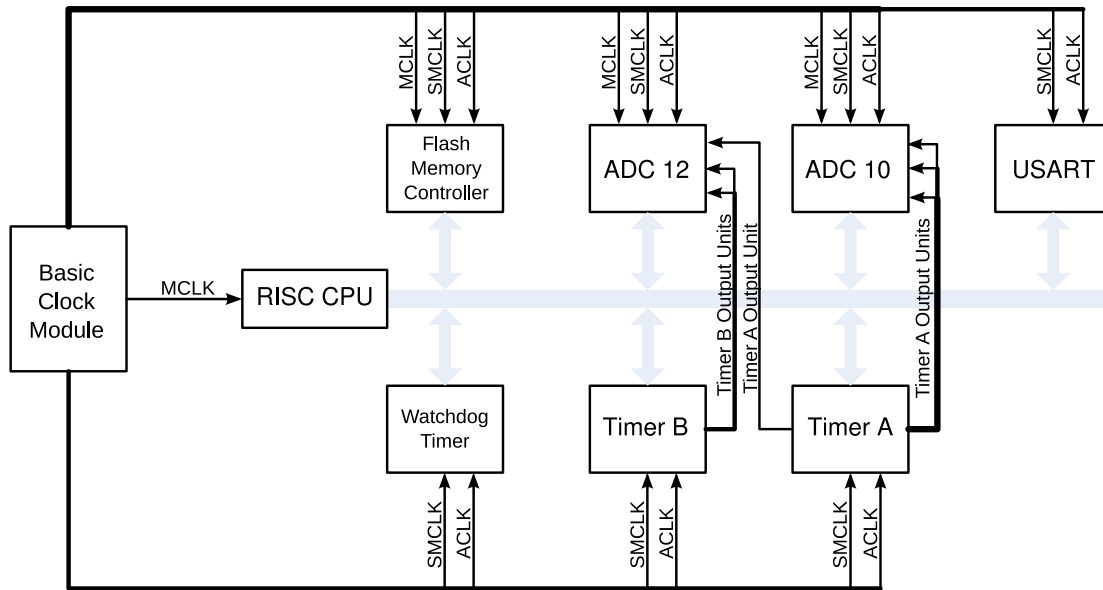 MCLK
SMCLK
ACLK
MCLK
SMCLK
ACLK
MCLK
SMCLK
ACLK
SMCLK
ACLK
Flash
Memory
Controller
ADC 12
ADC 10
USART
Basic
Clock
Module
MCLK
RISC CPU
Timer B Output Units
Timer A Output Unit
Timer A Output Units
Watchdog
Timer
Timer B
Timer A
SMCLK
ACLK
SMCLK
ACLK
SMCLK
ACLK